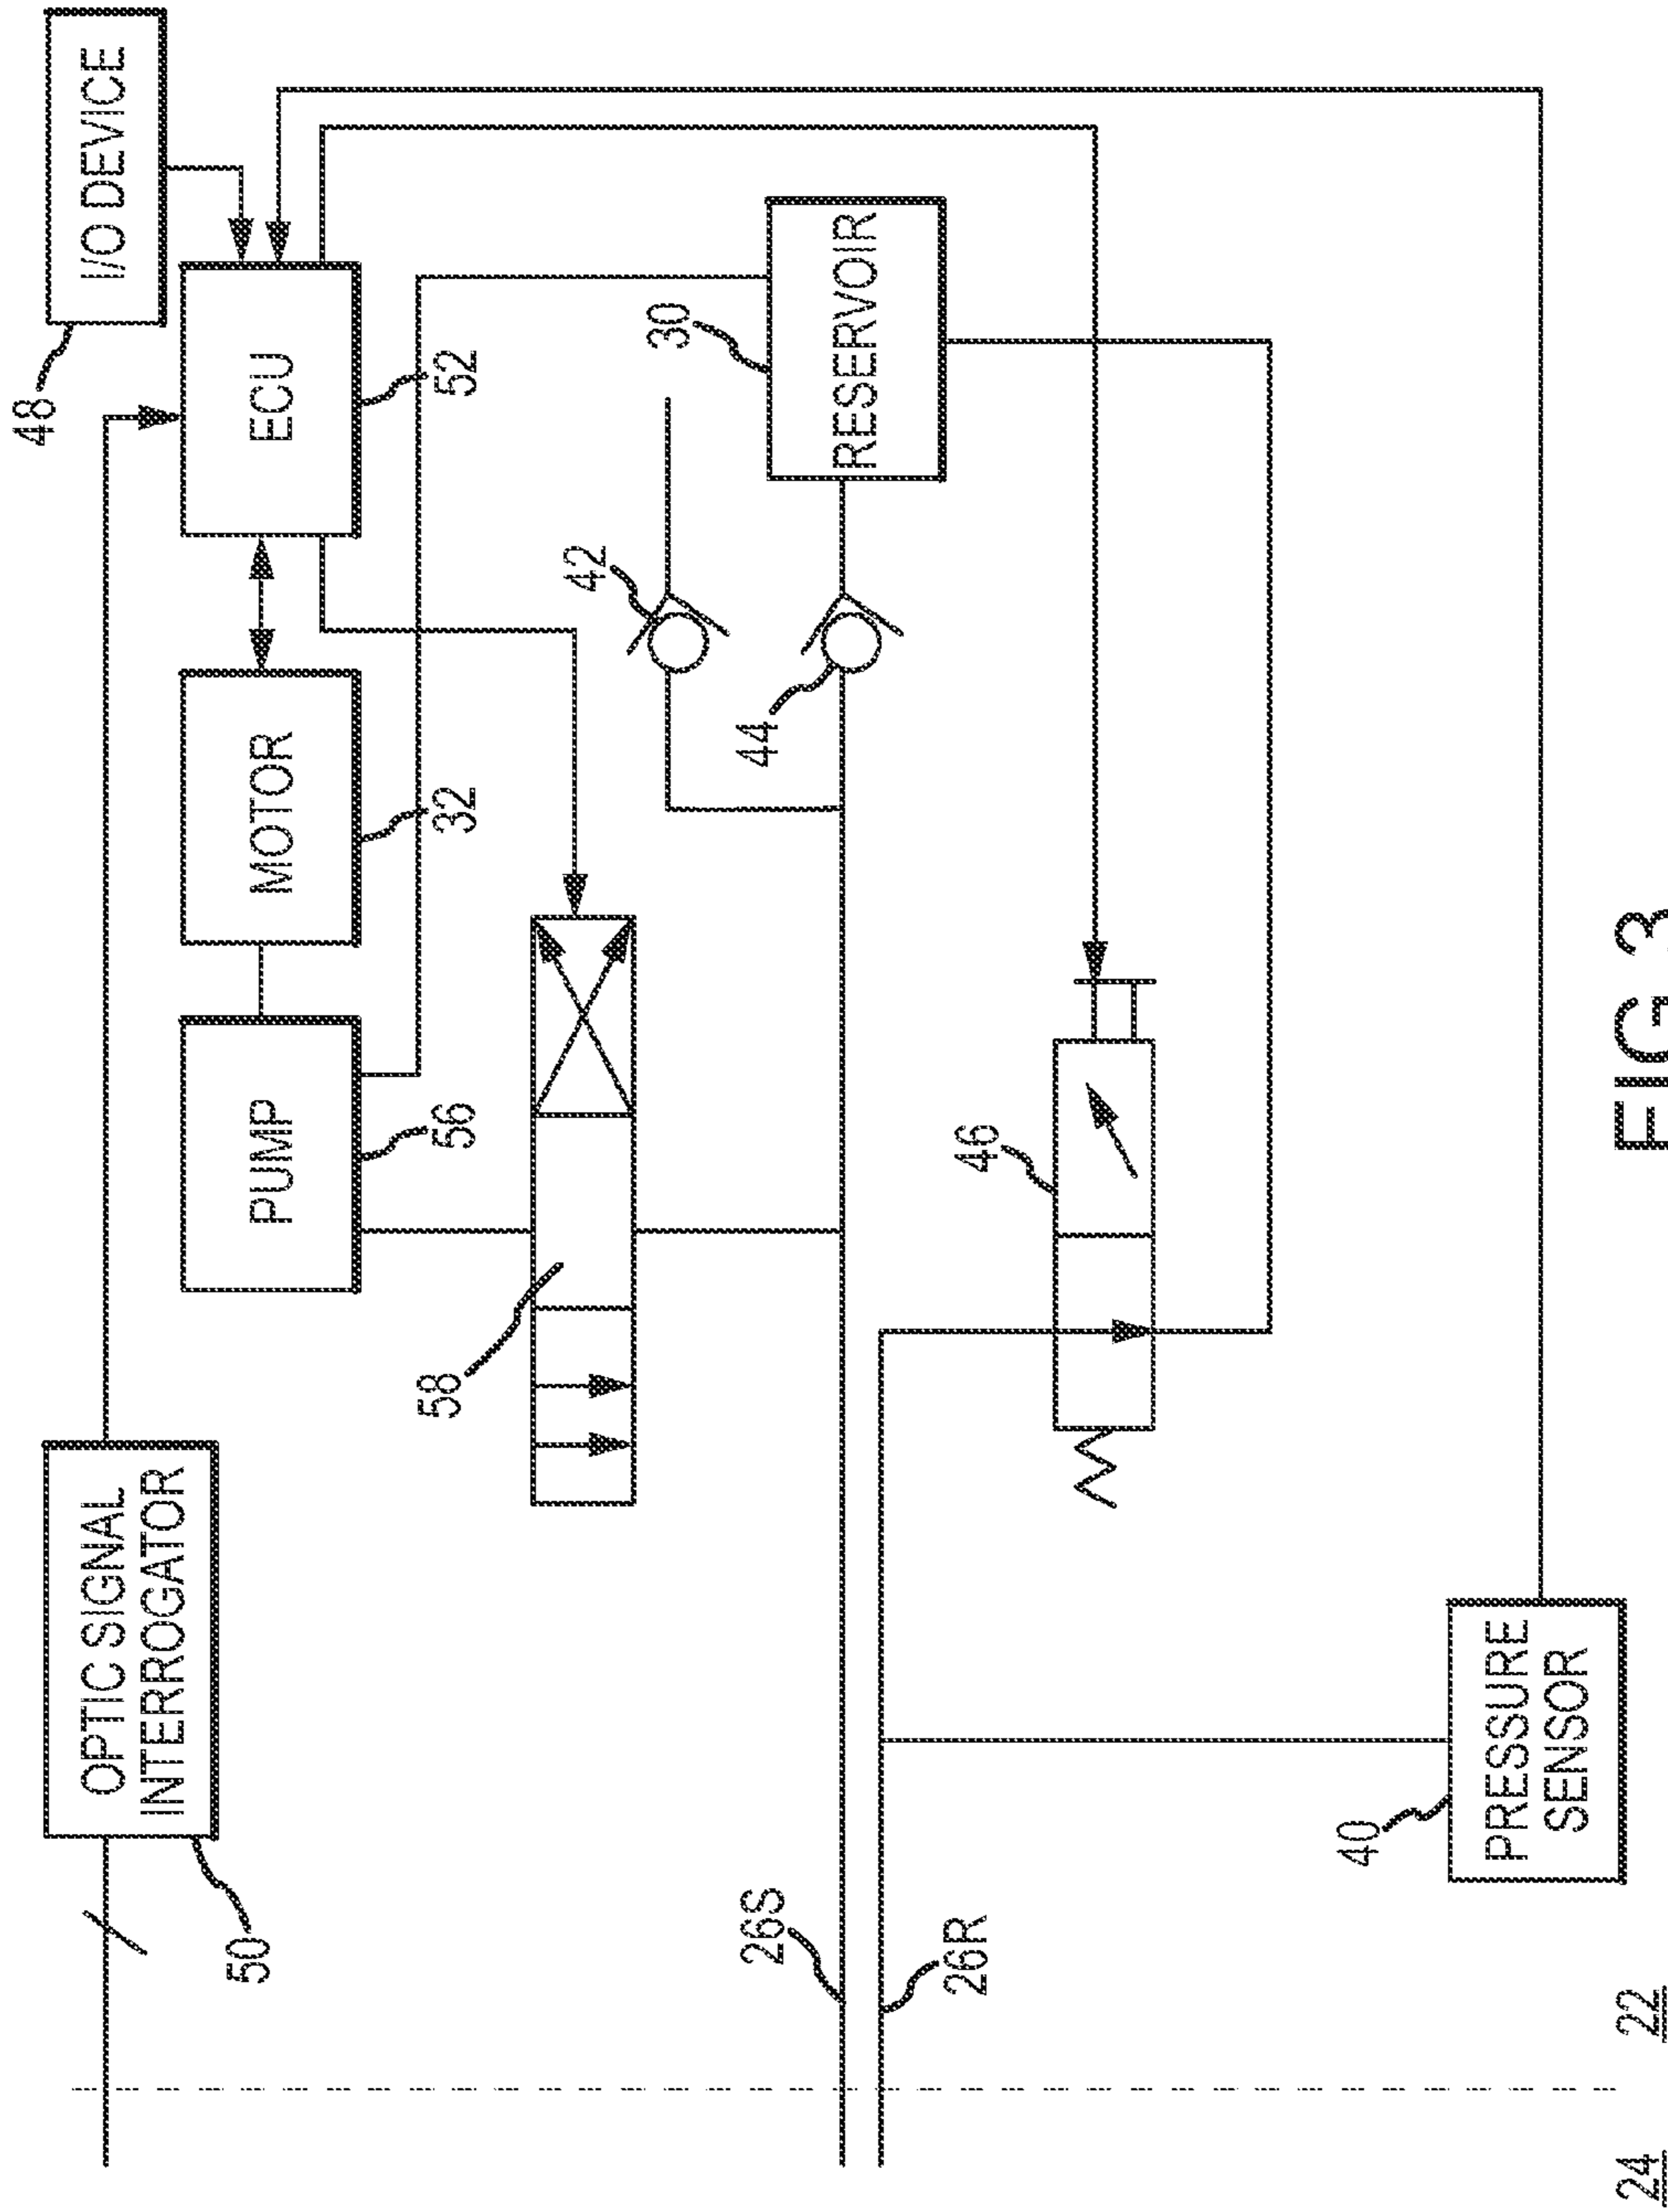 OPTIC SIGNAL
INTERROGATOR
50
PUMP
56
MOTOR
32
ECU
52
I/O DEVICE
48
58
42
44
30
RESERVOIR
26S
26R
46
40
PRESSURE
SENSOR
24
22
FIG 3